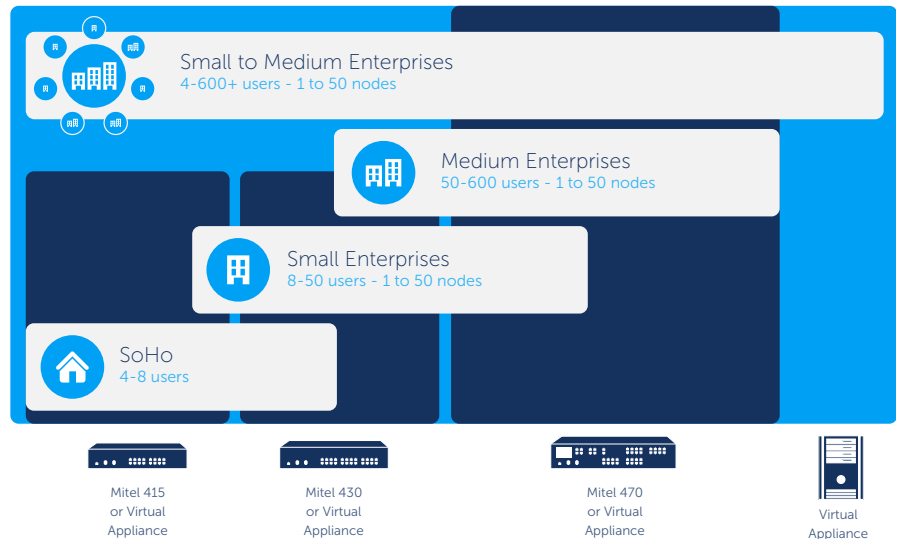 Small to Medium Enterprises
4-600+ users - 1 to 50 nodes
Medium Enterprises
50-600 users - 1 to 50 nodes
Small Enterprises
8-50 users - 1 to 50 nodes
SoHo
4-8 users
Mitel 415
or Virtual
Appliance
Mitel 430
or Virtual
Appliance
Mitel 470
or Virtual
Appliance
Virtual
Appliance